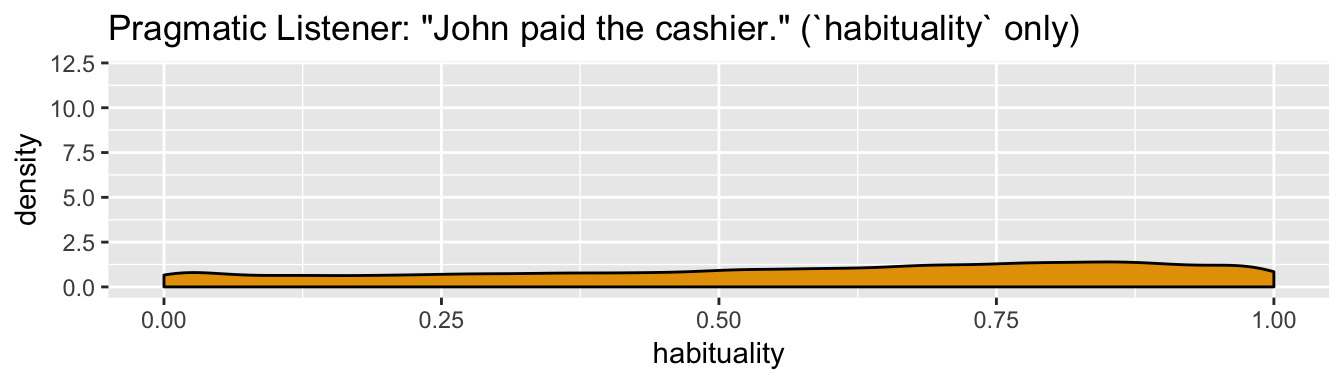 Pragmatic Listener: "John paid the cashier." (`habituality` only)
12.5
10.0
7.5
5.0
2.5
0.0
density
0.00 0.25 0.50 0.75 1.00
habituality